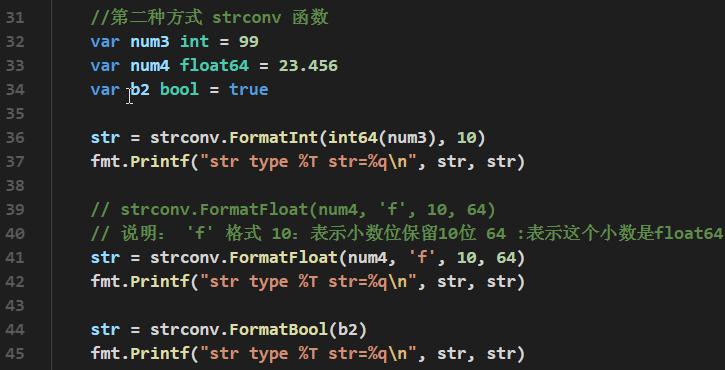 31 //第二种方式 strconv 函数
32 var num3 int = 99
33 var num4 float64 = 23.456
34 var b2 bool = true
35
36 str = strconv.FormatInt(int64(num3), 10)
37 fmt.Printf("str type %T str=%q\n", str, str)
38
39 // strconv.FormatFloat(num4, 'f', 10, 64)
40 // 说明： 'f' 格式 10：表示小数位保留10位 64 :表示这个小数是float64
41 str = strconv.FormatFloat(num4, 'f', 10, 64)
42 fmt.Printf("str type %T str=%q\n", str, str)
43
44 str = strconv.FormatBool(b2)
45 fmt.Printf("str type %T str=%q\n", str, str)